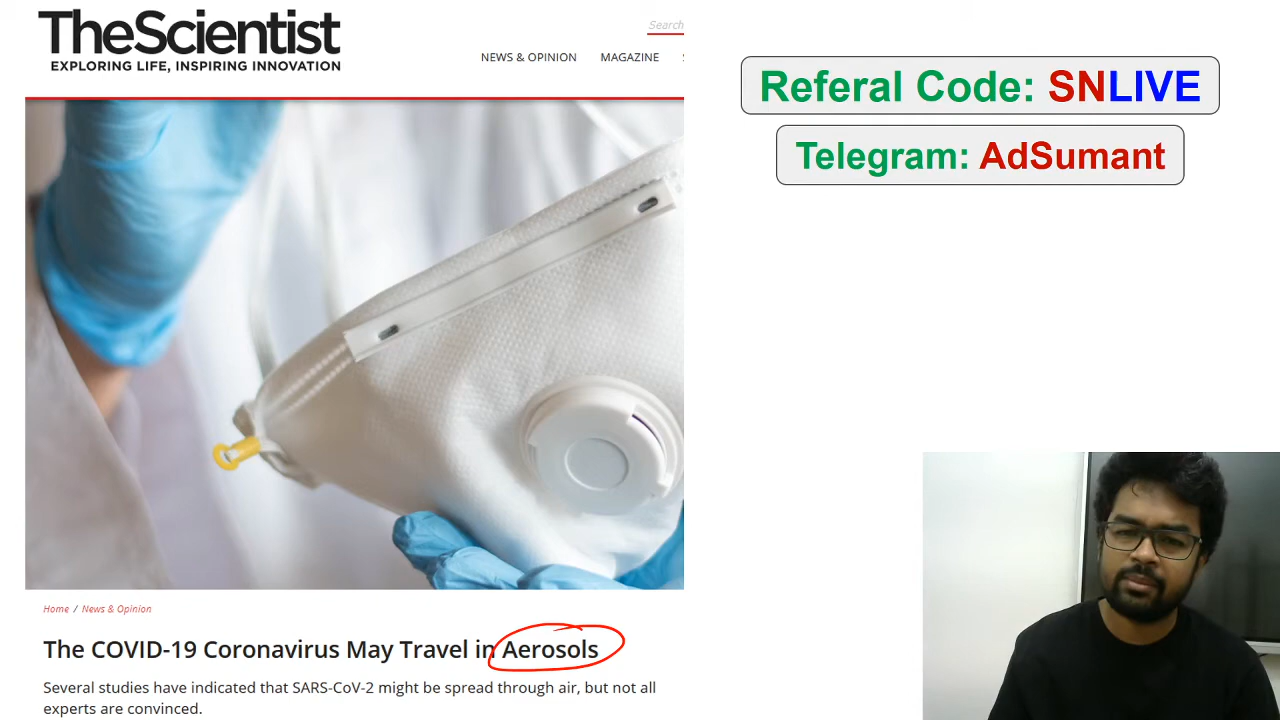 TheScientist
EXPLORING LIFE, INSPIRING INNOVATION
Search
NEWS & OPINION MAGAZINE
Home / News & Opinion
The COVID-19 Coronavirus May Travel in Aerosols
Several studies have indicated that SARS-CoV-2 might be spread through air, but not all
experts are convinced.
Referal Code: SNLIVE
Telegram: AdSumant